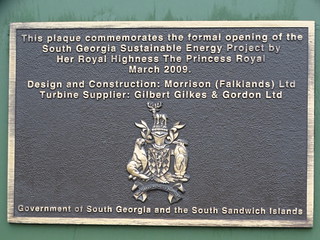 This plaque commemorates the formal opening of the
South Georgia Sustainable Energy Project by
Her Royal Highness The Princess Royal
March 2009.
Design and Construction: Morrison (Falklands) Ltd
Turbine Supplier: Gilbert Gilkes & Gordon Ltd
Government of South Georgia and the South Sandwich Islands